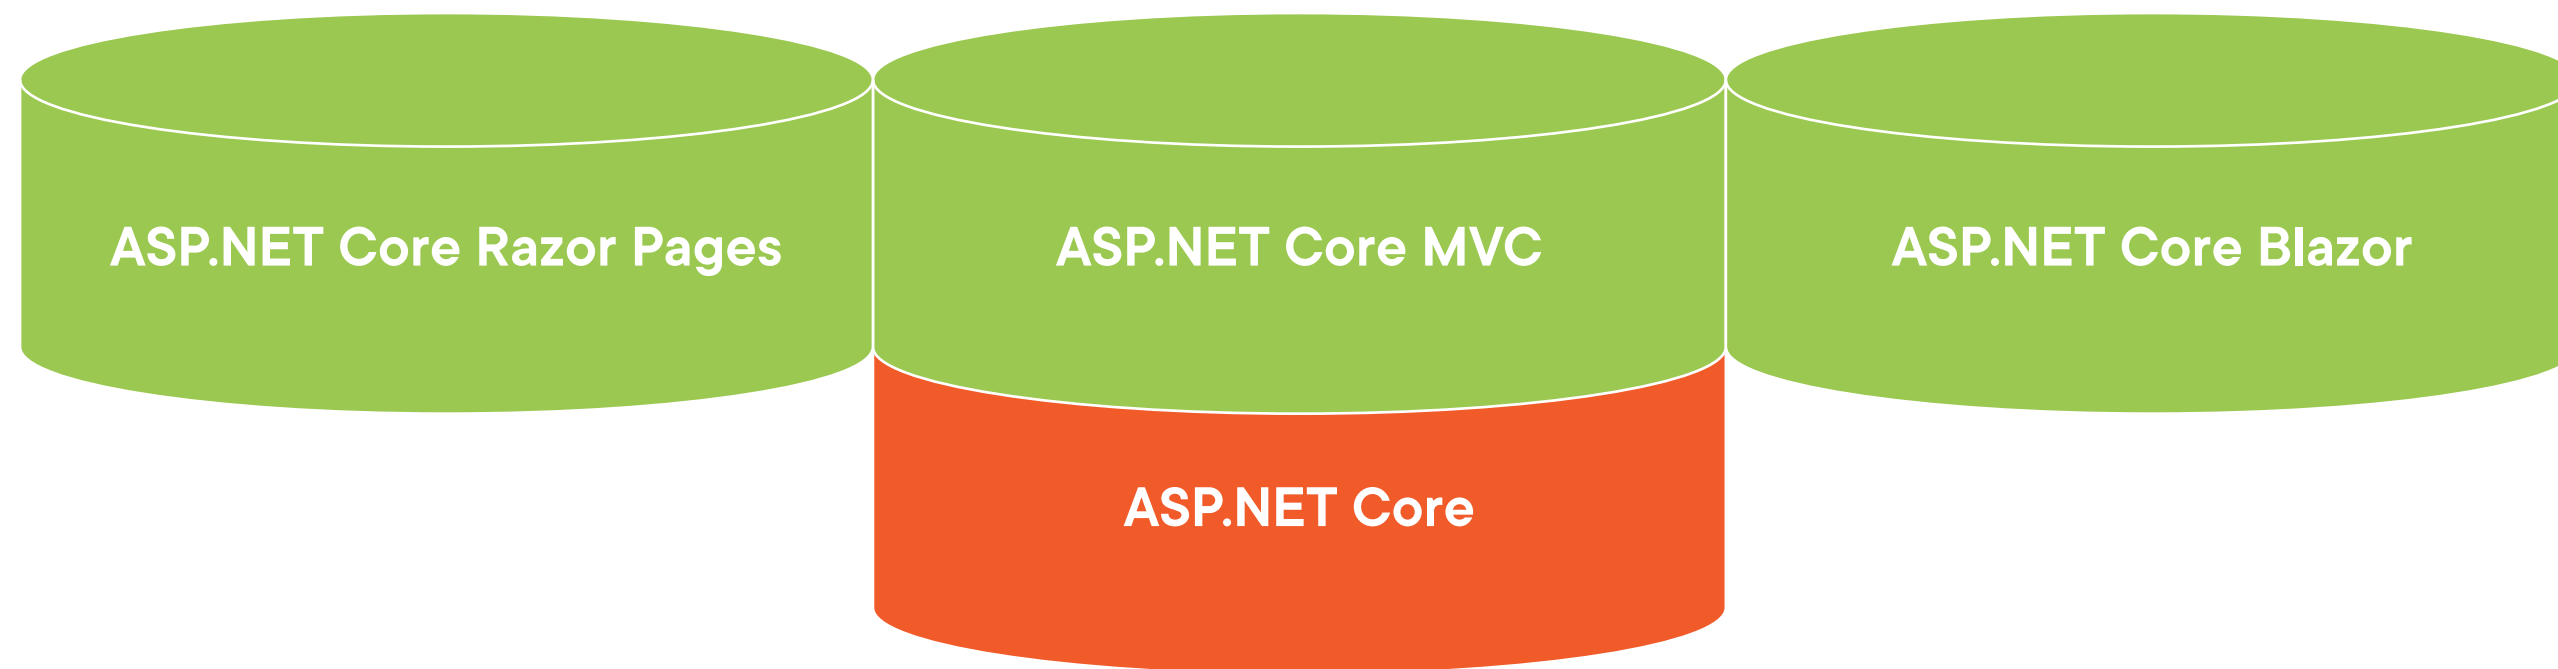 ASP.NET Core Razor Pages
ASP.NET Core MVC
ASP.NET Core Blazor
ASP.NET Core